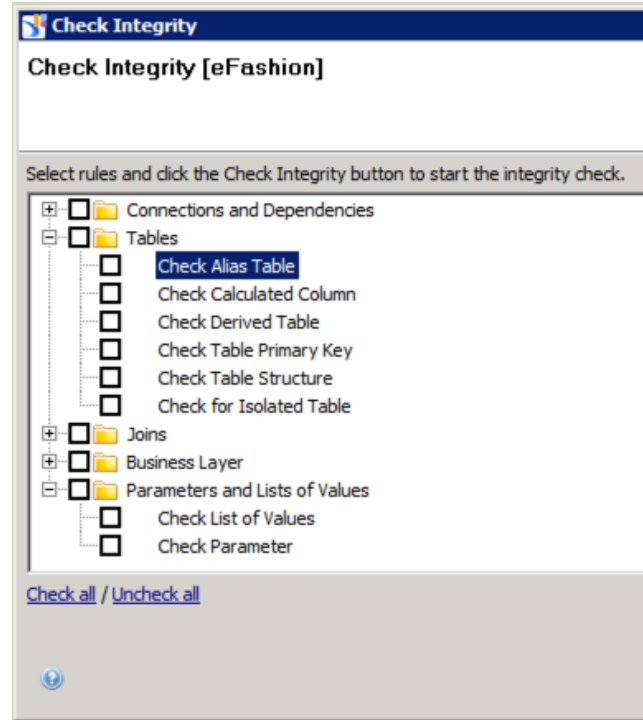 Check Integrity
Check Integrity [eFashion]
Select rules and click the Check Integrity button to start the integrity check.
Connections and Dependencies
Tables
Check Alias Table
Check Calculated Column
Check Derived Table
Check Table Primary Key
Check Table Structure
Check for Isolated Table
Joins
Business Layer
Parameters and Lists of Values
Check List of Values
Check Parameter
Check all / Uncheck all